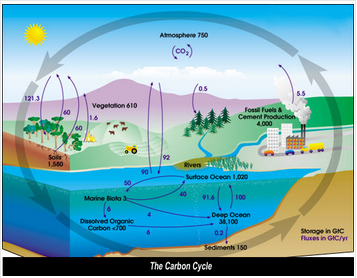 Atmosphere 750
CO2
121.3
60
60
1.6
Vegetation 610
0.5
5.5
Fossil Fuels &
Cement Production
4,000
Soils
1,580
Rivers
92
90
Surface Ocean 1,020
50
40
Marine Biota 3
91.6
100
6
4
Deep Ocean
38,100
Dissolved Organic
Carbon <700
6
0.2
Sediments 150
Storage in GtC
Fluxes in GtC/yr
The Carbon Cycle